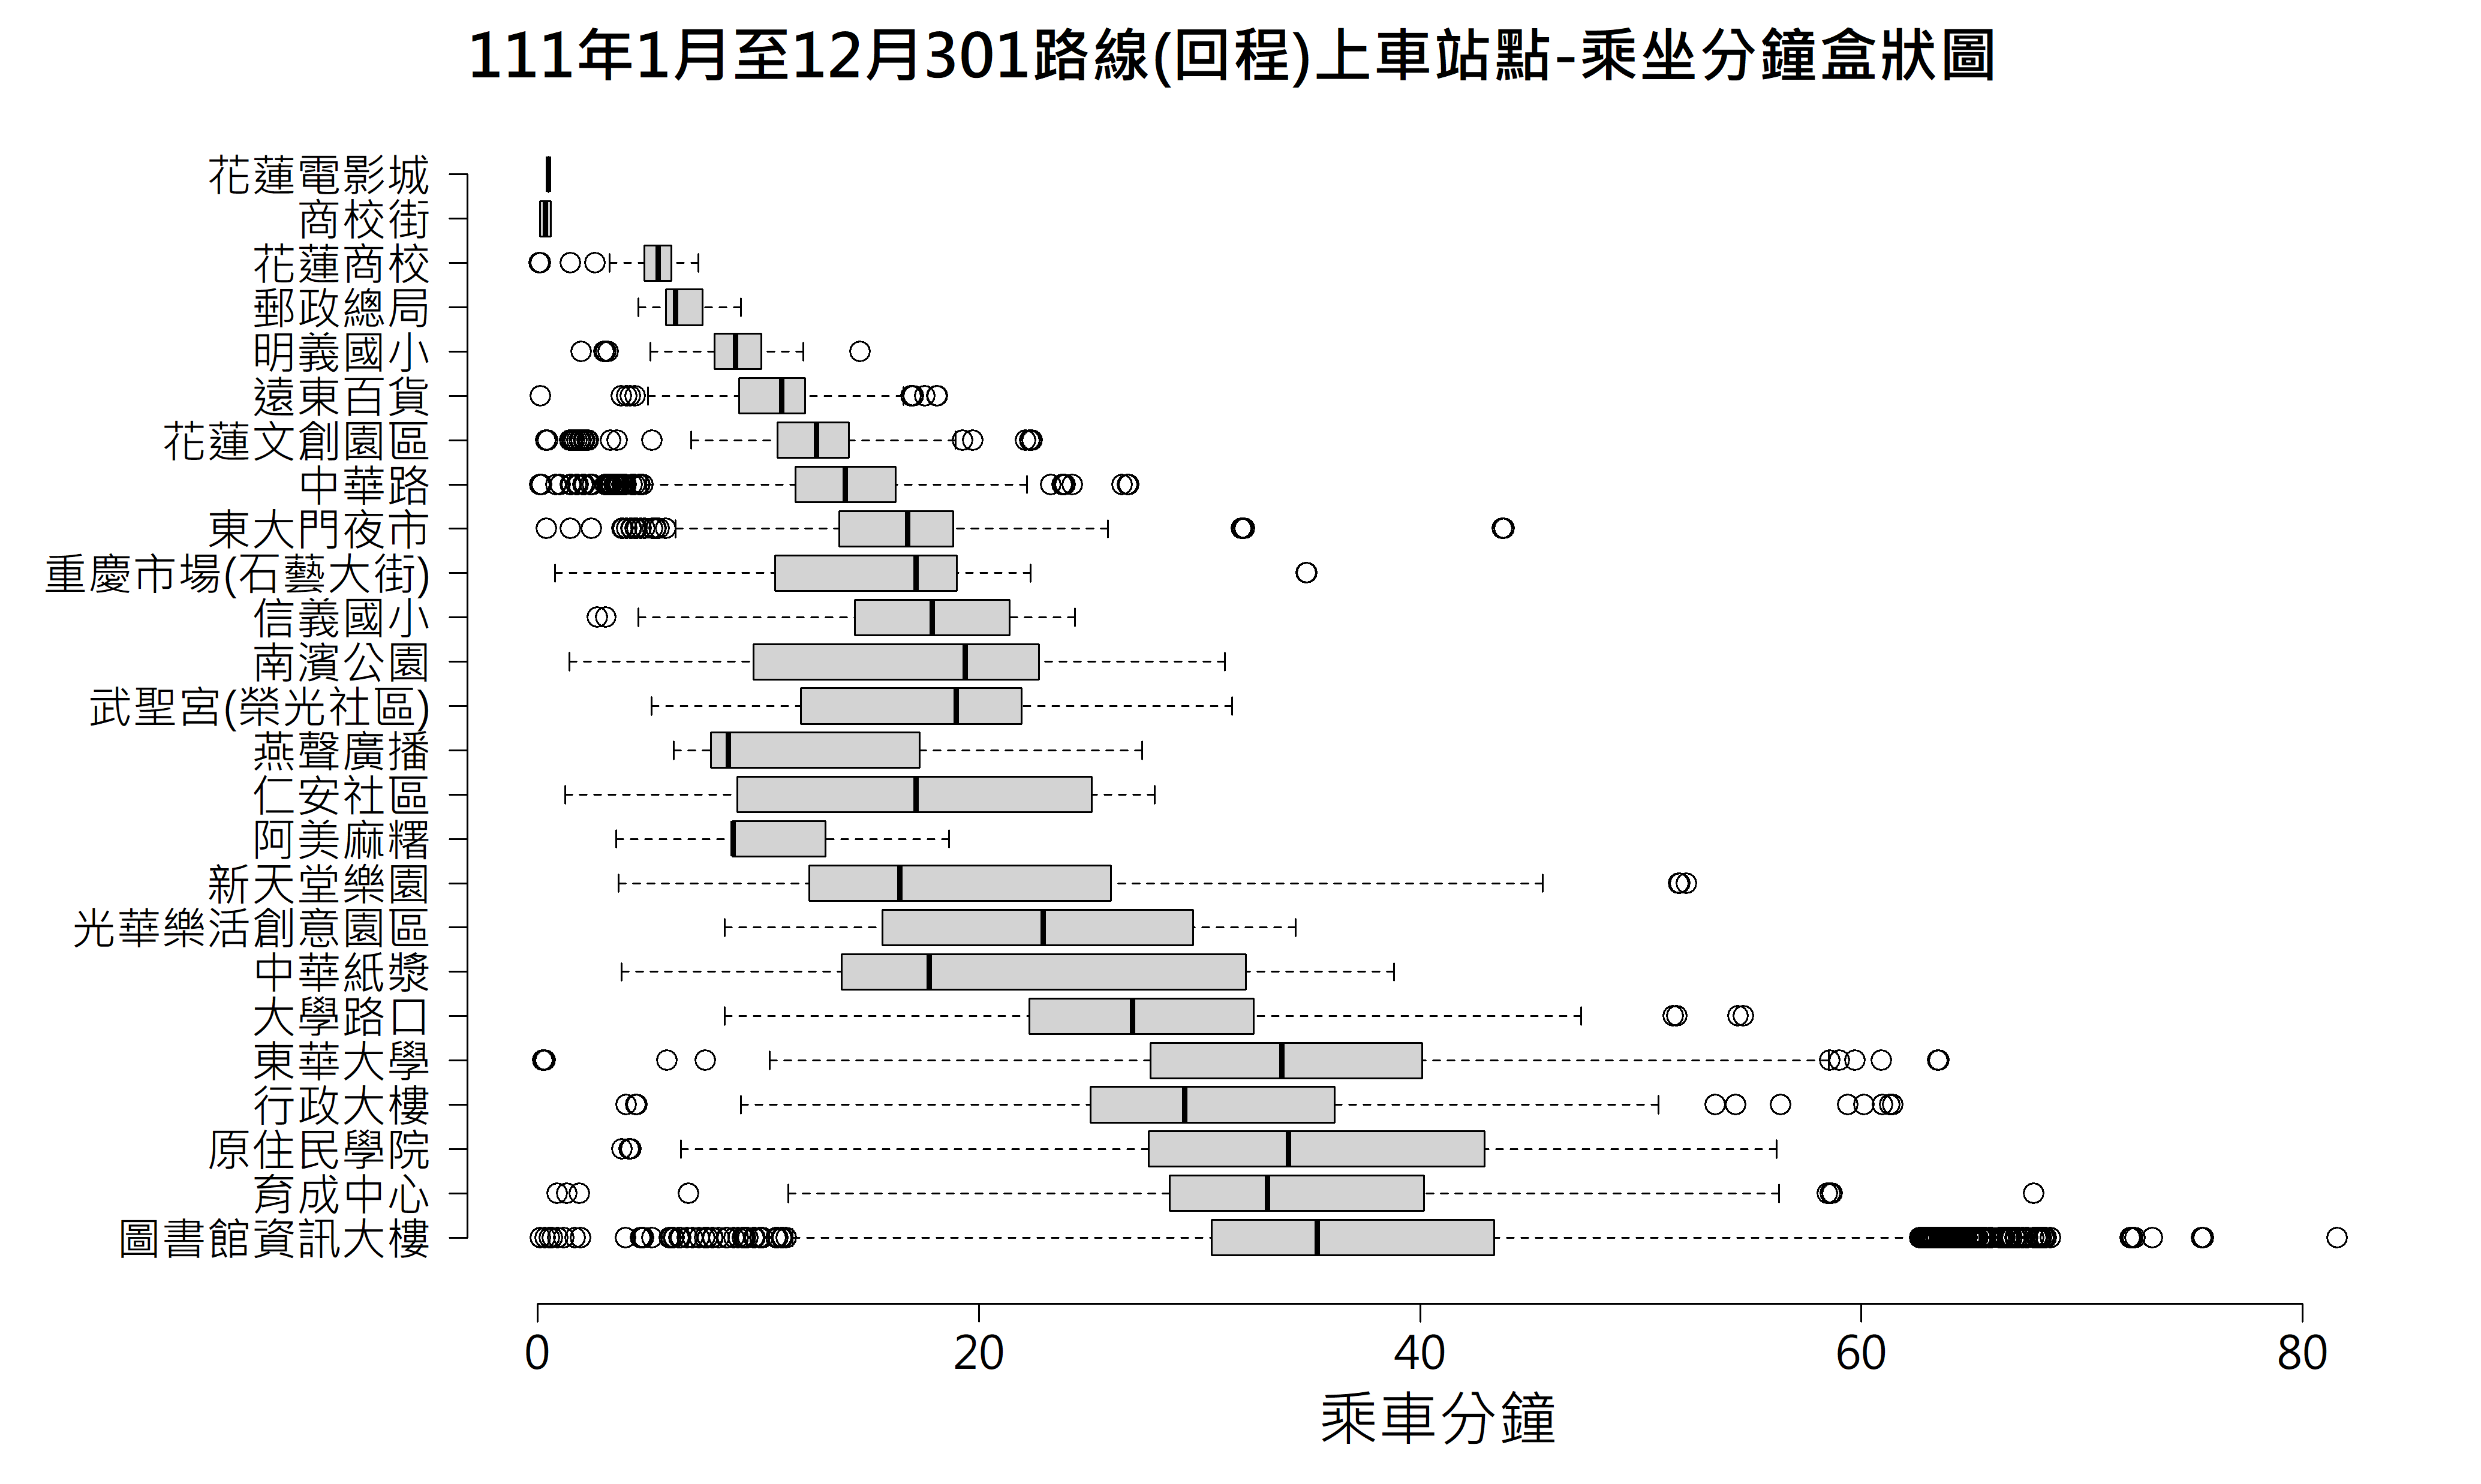 111年1月至12月301路線(回程)上車站點-乘坐分鐘盒狀圖
花蓮電影城
商校街
花蓮商校
郵政總局
明義國小
遠東百貨
花蓮文創園區
中華路
東大門夜市
重慶市場(石藝大街)
信義國小
南濱公園
武聖宮(榮光社區)
燕聲廣播
仁安社區
阿美麻糬
新天堂樂園
光華樂活創意園區
中華紙漿
大學路口
東華大學
行政大樓
原住民學院
育成中心
圖書館資訊大樓
0 20 40 60 80
乘車分鐘